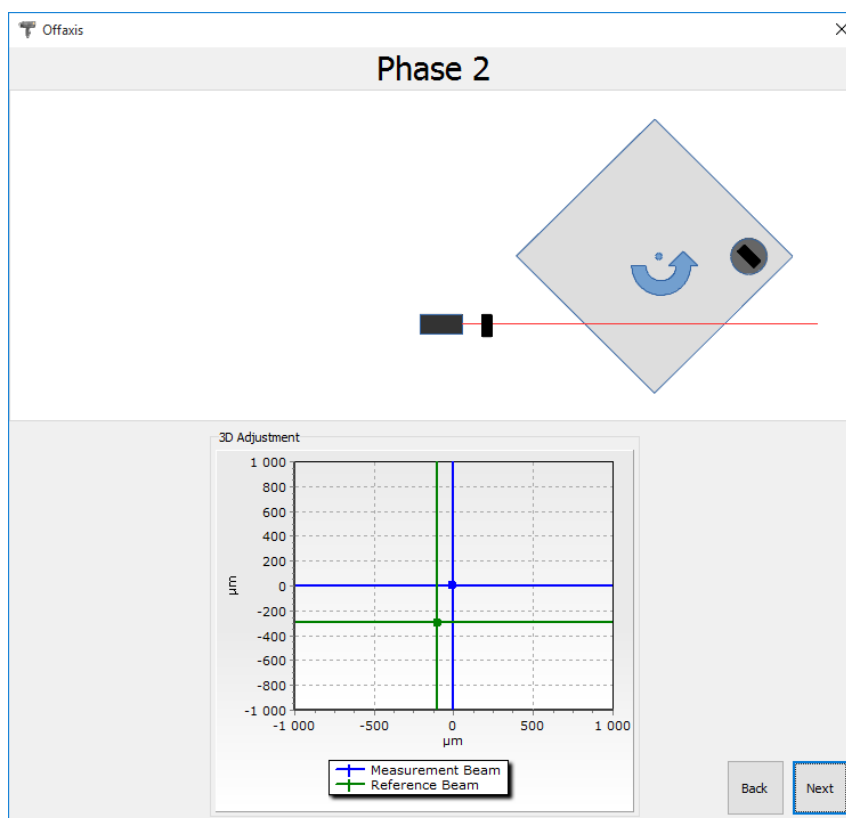 Offaxis
Phase 2
3D Adjustment
1 000
800
600
400
200
0
-200
-400
-600
-800
-1 000
µm
-1 000 -500 0 500 1 000
µm
Measurement Beam
Reference Beam
Back Next